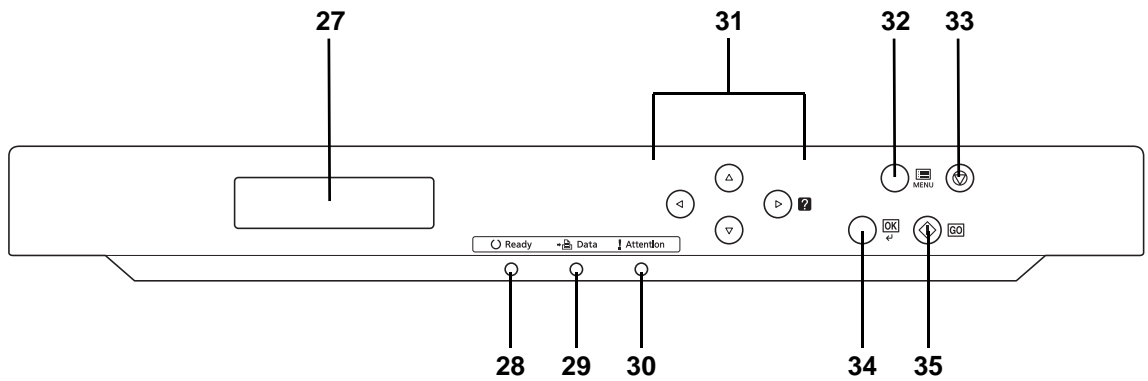 27 31 32 33
MENU
?
OK GO
Ready Data ! Attention
28 29 30 34 35